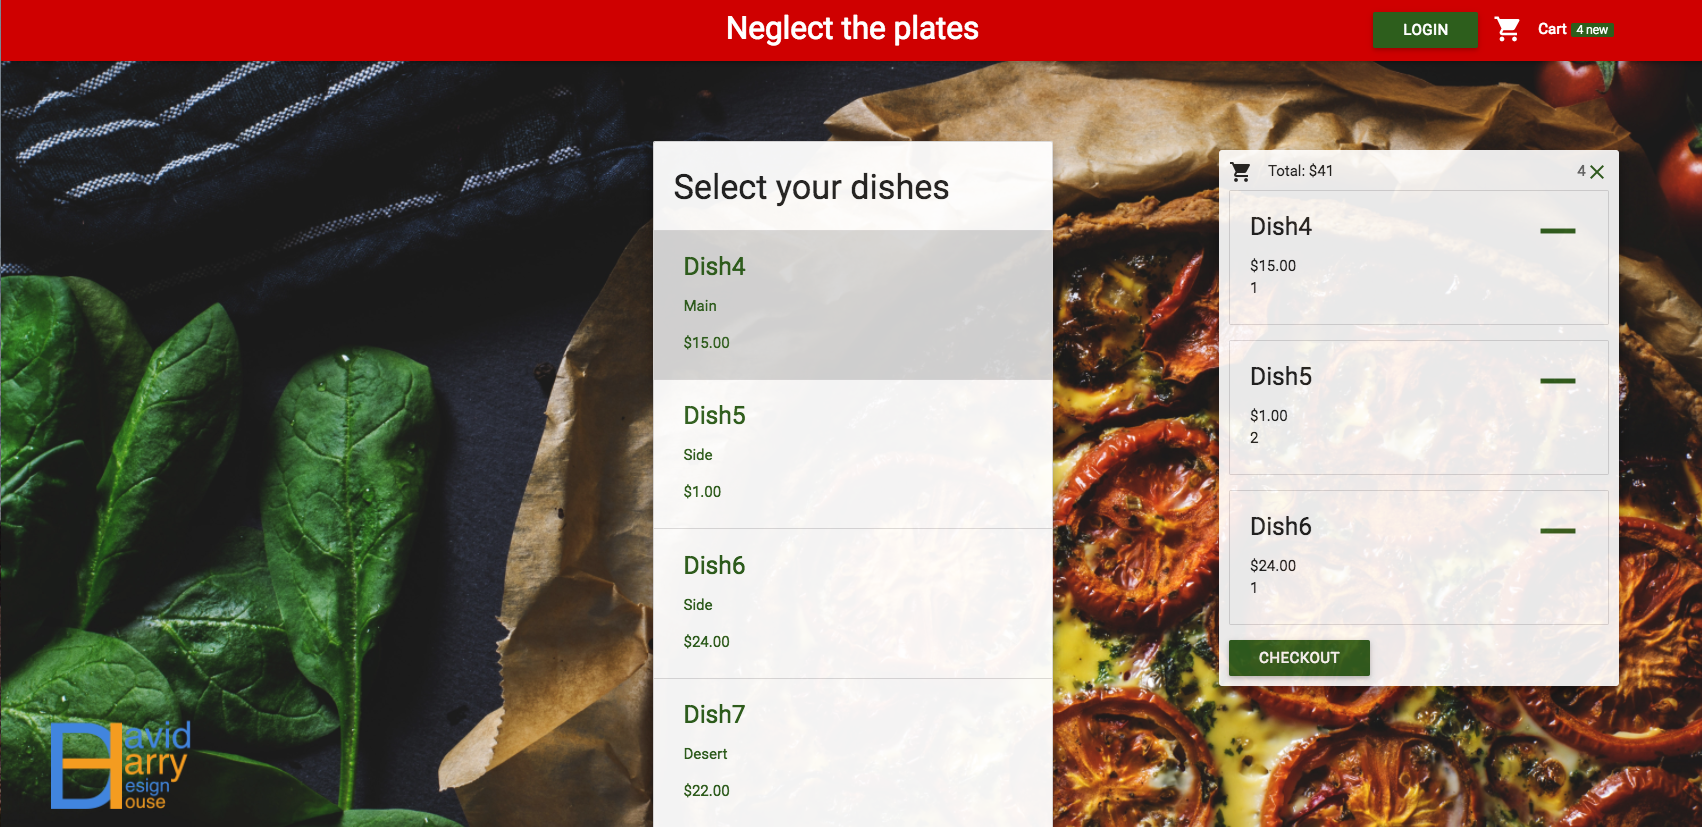 Neglect the plates
LOGIN
Cart 4 new
Select your dishes
Dish4
Main
$15.00
Dish5
Side
$1.00
Dish6
Side
$24.00
Dish7
Desert
$22.00
Total: $41
4
Dish4
$15.00
1
Dish5
$1.00
2
Dish6
$24.00
1
CHECKOUT
David
Harry
Design
House